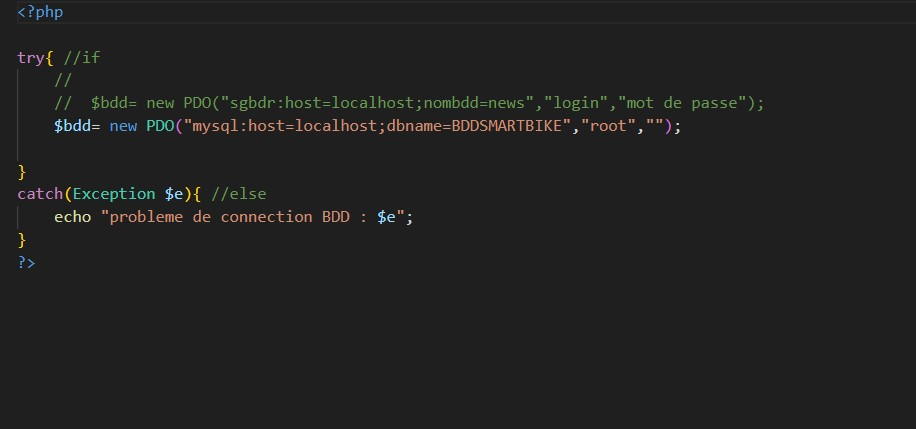 <?php
try{ //if
//
//  $bdd= new PDO("sgbdr:host=localhost;nombdd=news","login","mot de passe");
$bdd= new PDO("mysql:host=localhost;dbname=BDDSMARTBIKE","root","");
}
catch(Exception $e){ //else
echo "probleme de connection BDD : $e";
}
?>